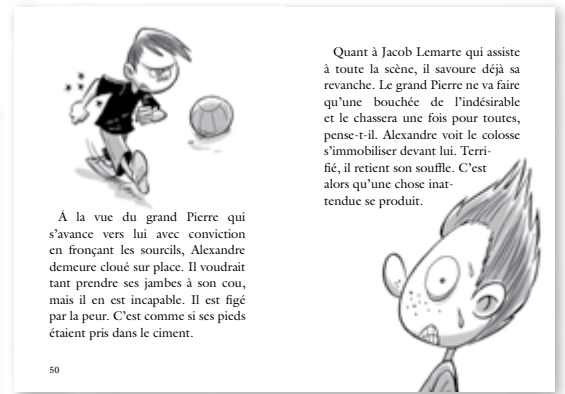 À la vue du grand Pierre qui
s’avance vers lui avec conviction
en fronçant les sourcils, Alexandre
demeure cloué sur place. Il voudrait
tant prendre ses jambes à son cou,
mais il en est incapable. Il est figé
par la peur. C’est comme si ses pieds
étaient pris dans le ciment.
50
Quant à Jacob Lemarte qui assiste
à toute la scène, il savoure déjà sa
revanche. Le grand Pierre ne va faire
qu’une bouchée de l’indésirable
et le chassera une fois pour toutes,
pense-t-il. Alexandre voit le colosse
s’immobiliser devant lui. Terri-
fié, il retient son souffle. C’est
alors qu’une chose inat-
tendue se produit.